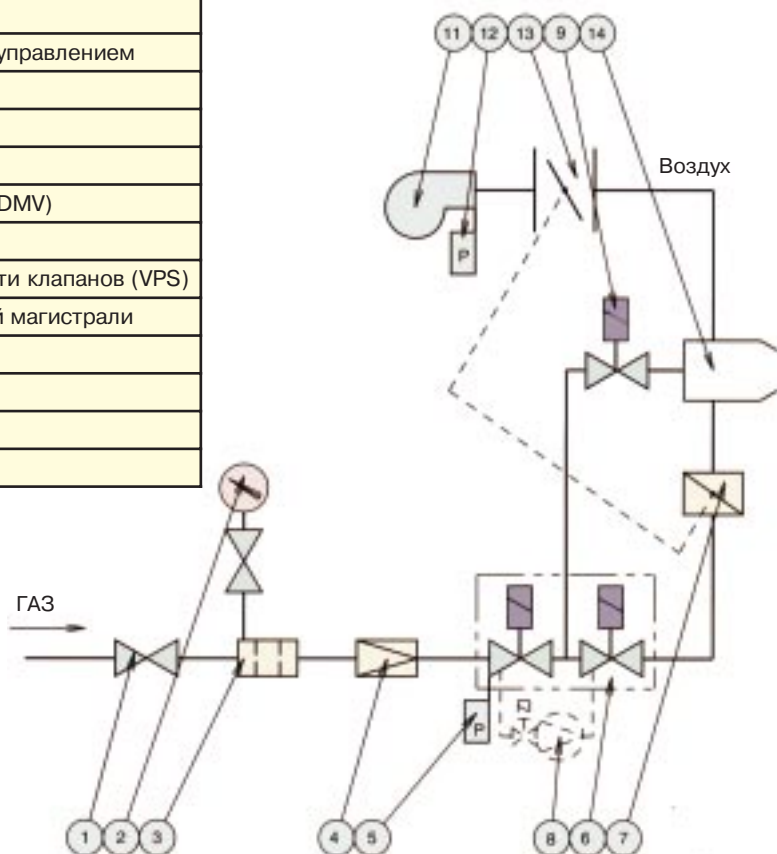 управлением
DMV)
ти клапанов (VPS)
й магистрали
11 12 13 9 14
Воздух
P
ГАЗ
P
1 2 3 4 5 8 6 7